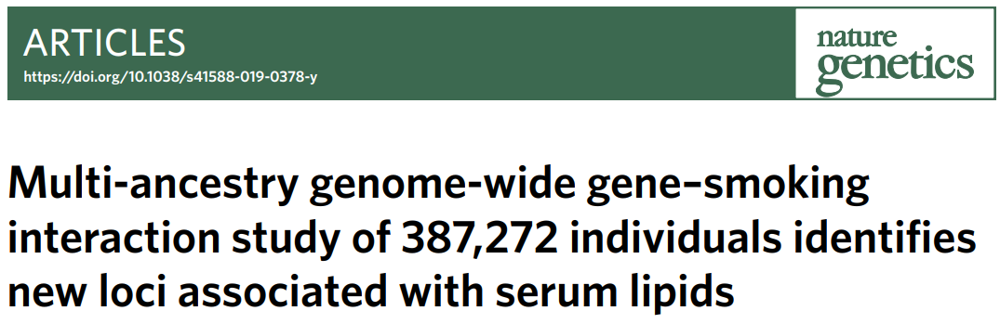 ARTICLES
https://doi.org/10.1038/s41588-019-0378-y
nature
genetics
Multi-ancestry genome-wide gene–smoking
interaction study of 387,272 individuals identifies
new loci associated with serum lipids